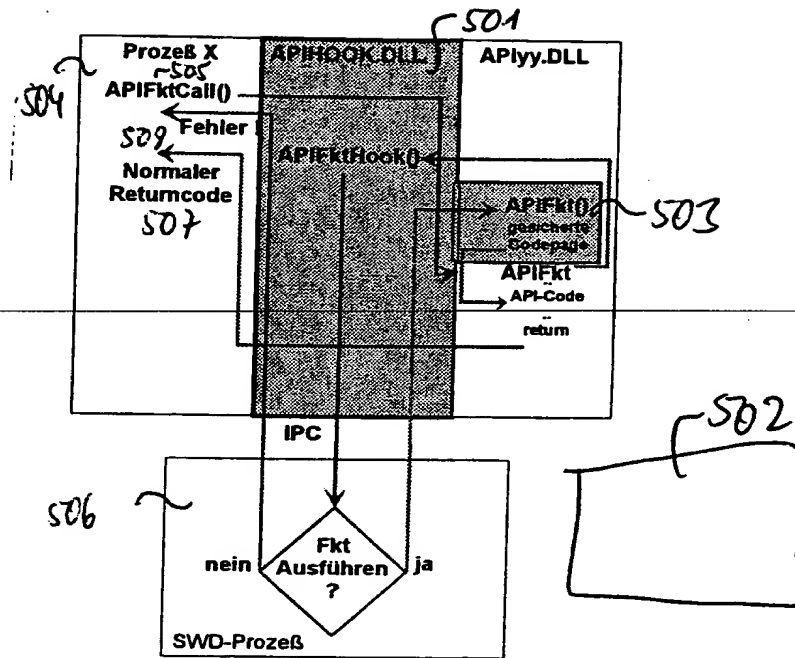 501
Prozeß X
APIHOOK.DLL
APIyy.DLL
~505
504
APIFktCall()
Fehler !
509
APIFktHook()
Normaler
Returncode
507
APIFkt()
503
gesicherte
Codepage
APIFkt
..
API-Code
..
return
IPC
502
506
nein
Fkt
Ausführen
?
ja
SWD-Prozeß